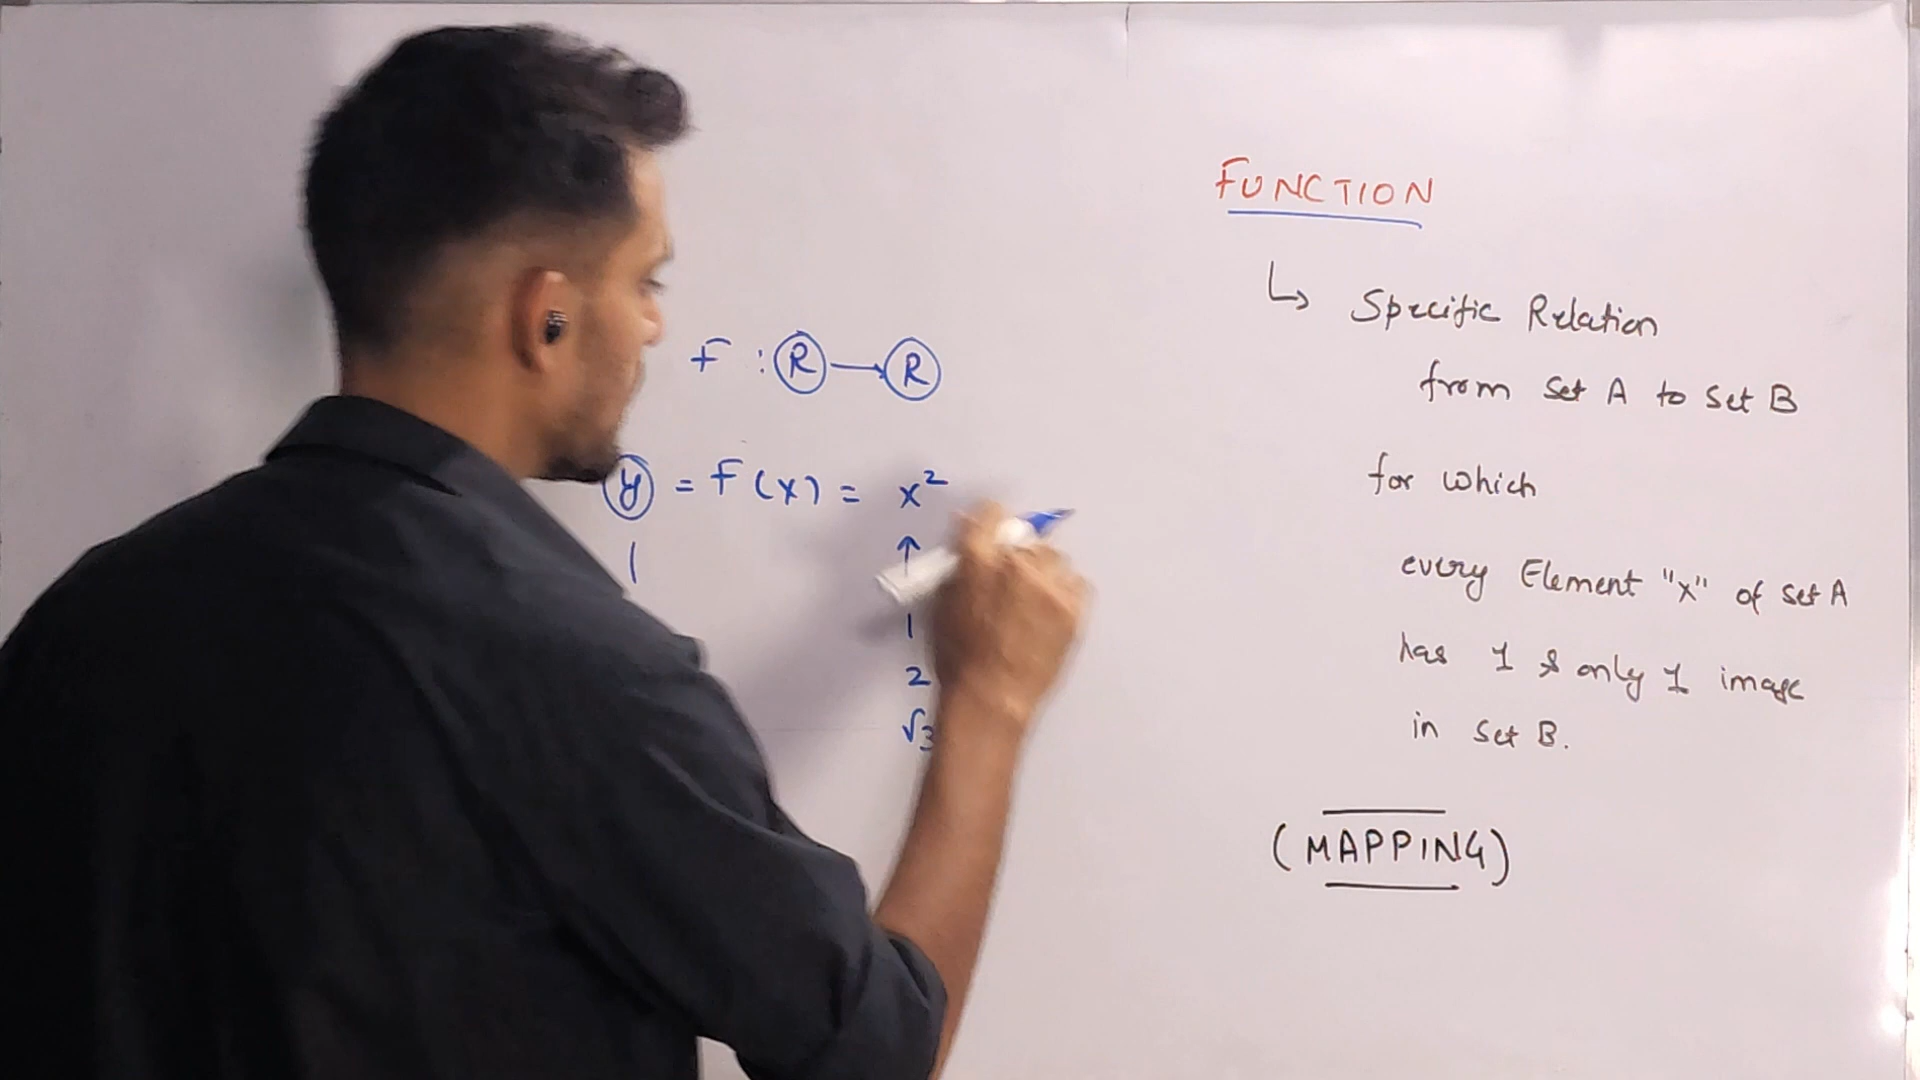 F : R → R
y = F(x) = x²
|
↑
1
2
√3
FUNCTION
↳ Specific Relation
from Set A to Set B
for which
every Element "x" of Set A
has 1 & only 1 image
in Set B.
(MAPPING)